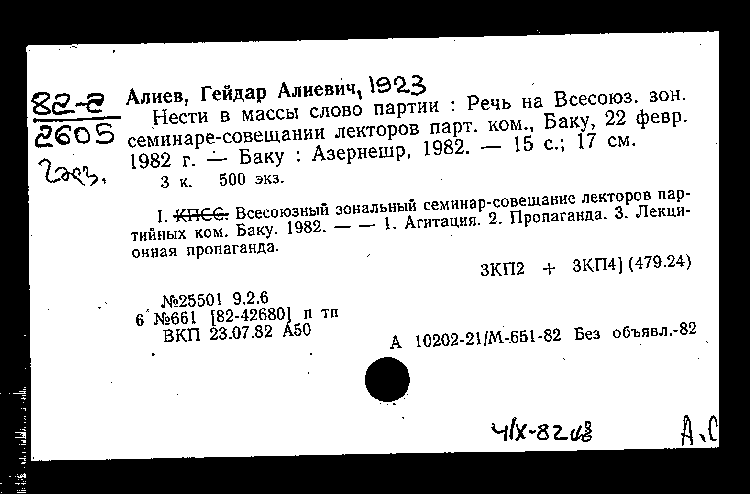 82-2
2605
2экз.
Алиев, Гейдар Алиевич, 1923
Нести в массы слово партии : Речь на Всесоюз. зон.
семинаре-совещании лекторов парт. ком., Баку, 22 февр.
1982 г. — Баку : Азернешр, 1982. — 15 с.; 17 см.
3 к. 500 экз.
I. КПСС. Всесоюзный зональный семинар-совещание лекторов пар-
тийных ком. Баку. 1982. — — 1. Агитация. 2. Пропаганда. 3. Лекци-
онная пропаганда.
3КП2 + 3КП4] (479.24)
№25501 9.2.6
6 №661 [82-42680] п тп
ВКП 23.07.82 А50
А 10202-21/М-651-82 Без объявл.-82
4/X-82
А.С